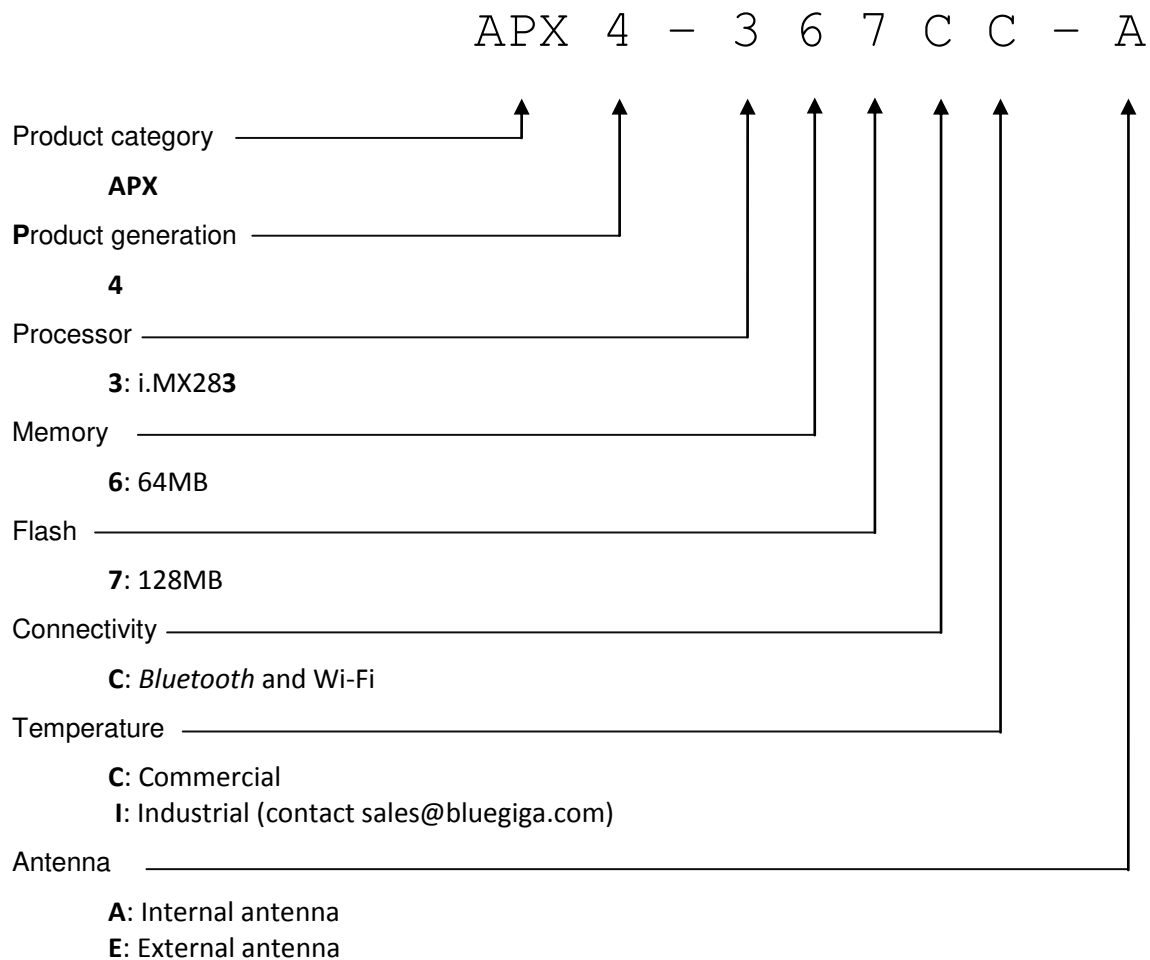 APX 4 – 3 6 7 C C – A
Product category
APX
Product generation
4
Processor
3: i.MX283
Memory
6: 64MB
Flash
7: 128MB
Connectivity
C: Bluetooth and Wi-Fi
Temperature
C: Commercial
I: Industrial (contact sales@bluegiga.com)
Antenna
A: Internal antenna
E: External antenna